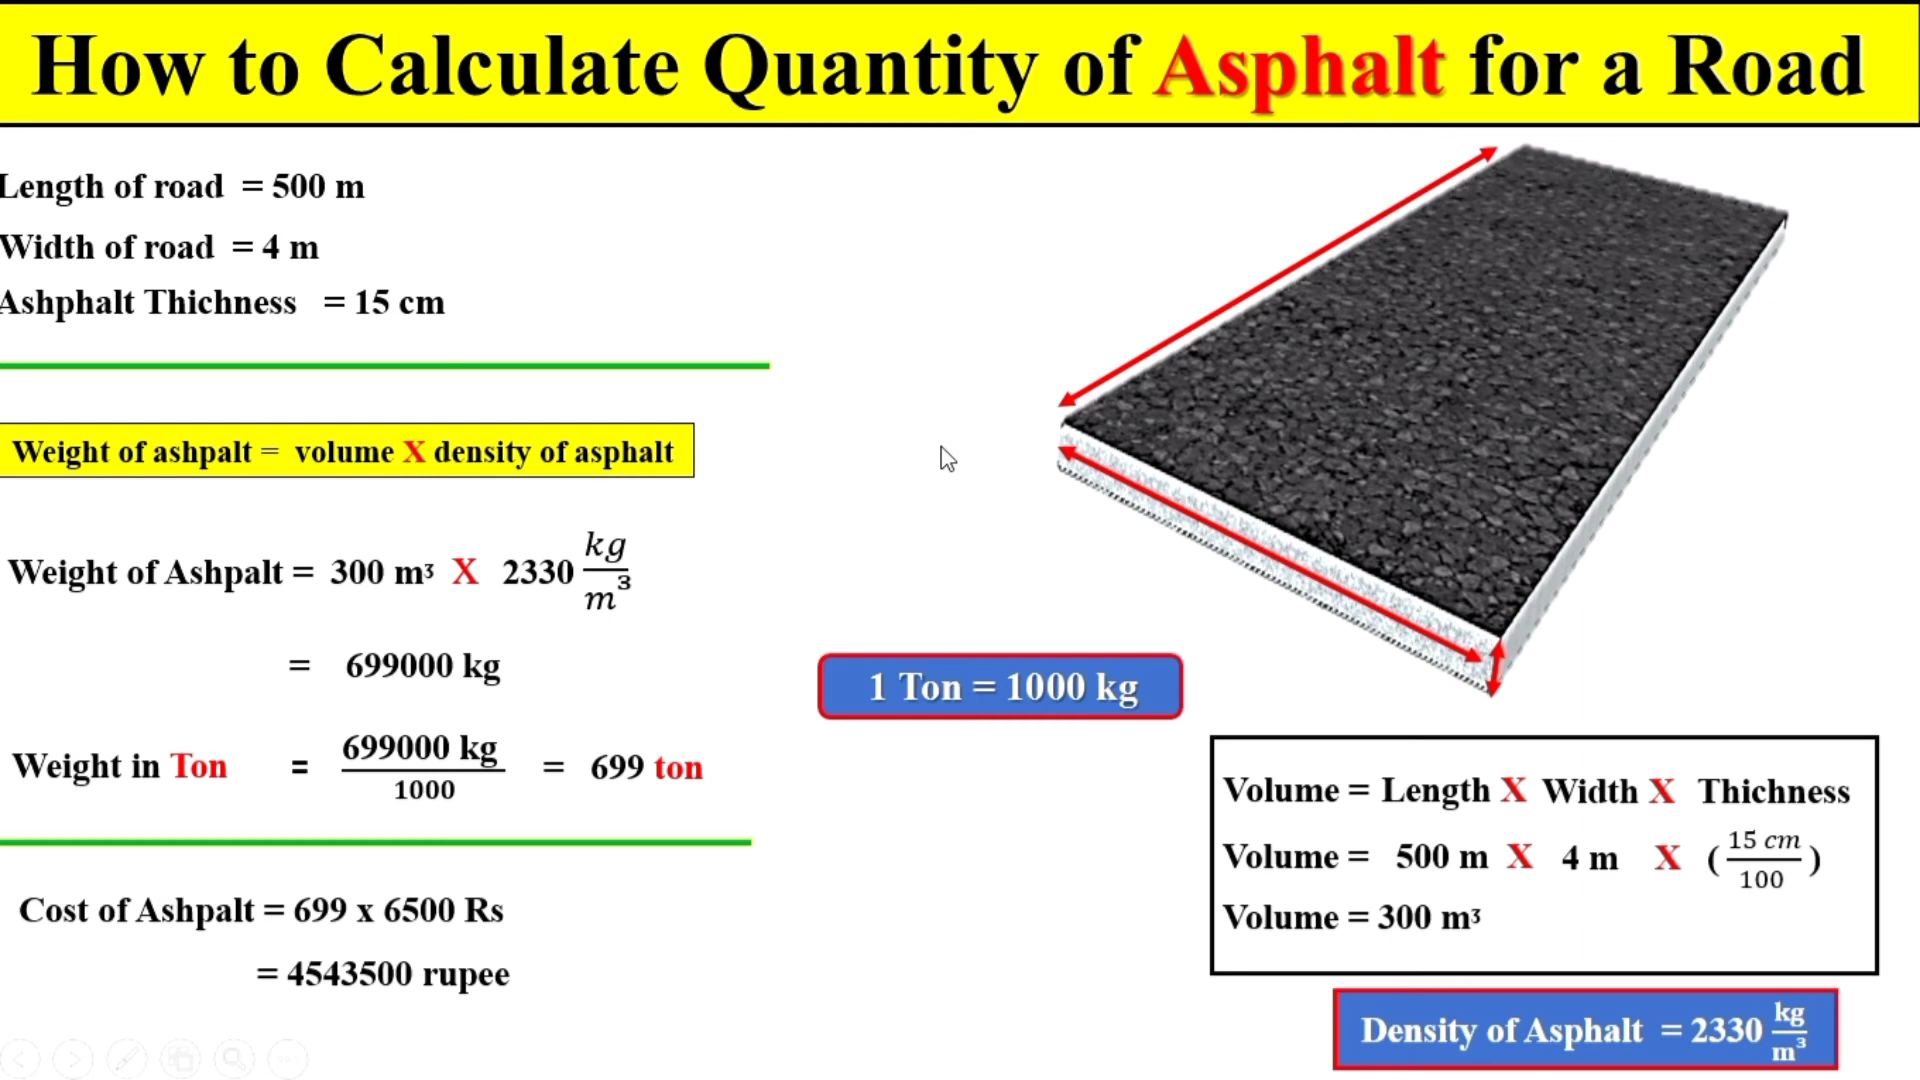 How to Calculate Quantity of Asphalt for a Road
Length of road = 500 m
Width of road = 4 m
Ashphalt Thichness = 15 cm
Weight of ashpalt = volume X density of asphalt
Weight of Ashpalt = 300 m³ X 2330 kg/m³
= 699000 kg
1 Ton = 1000 kg
Weight in Ton = 699000 kg/1000 = 699 ton
Cost of Ashpalt = 699 x 6500 Rs
= 4543500 rupee
Volume = Length X Width X Thichness
Volume = 500 m X 4 m X (15 cm/100)
Volume = 300 m³
Density of Asphalt = 2330 kg/m³